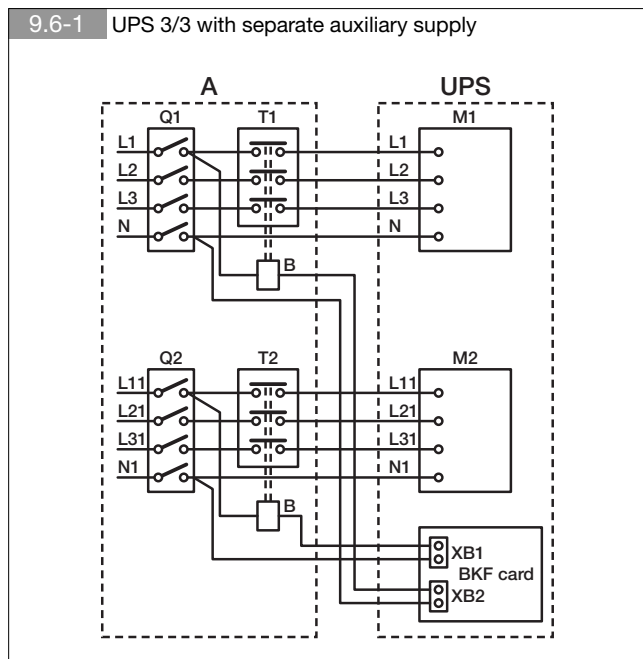 9.6-1 UPS 3/3 with separate auxiliary supply
A UPS
Q1 T1 M1
L1 L1
L2 L2
L3 L3
N N
B
Q2 T2 M2
L11 L11
L21 L21
L31 L31
N1 N1
B
XB1
BKF card
XB2